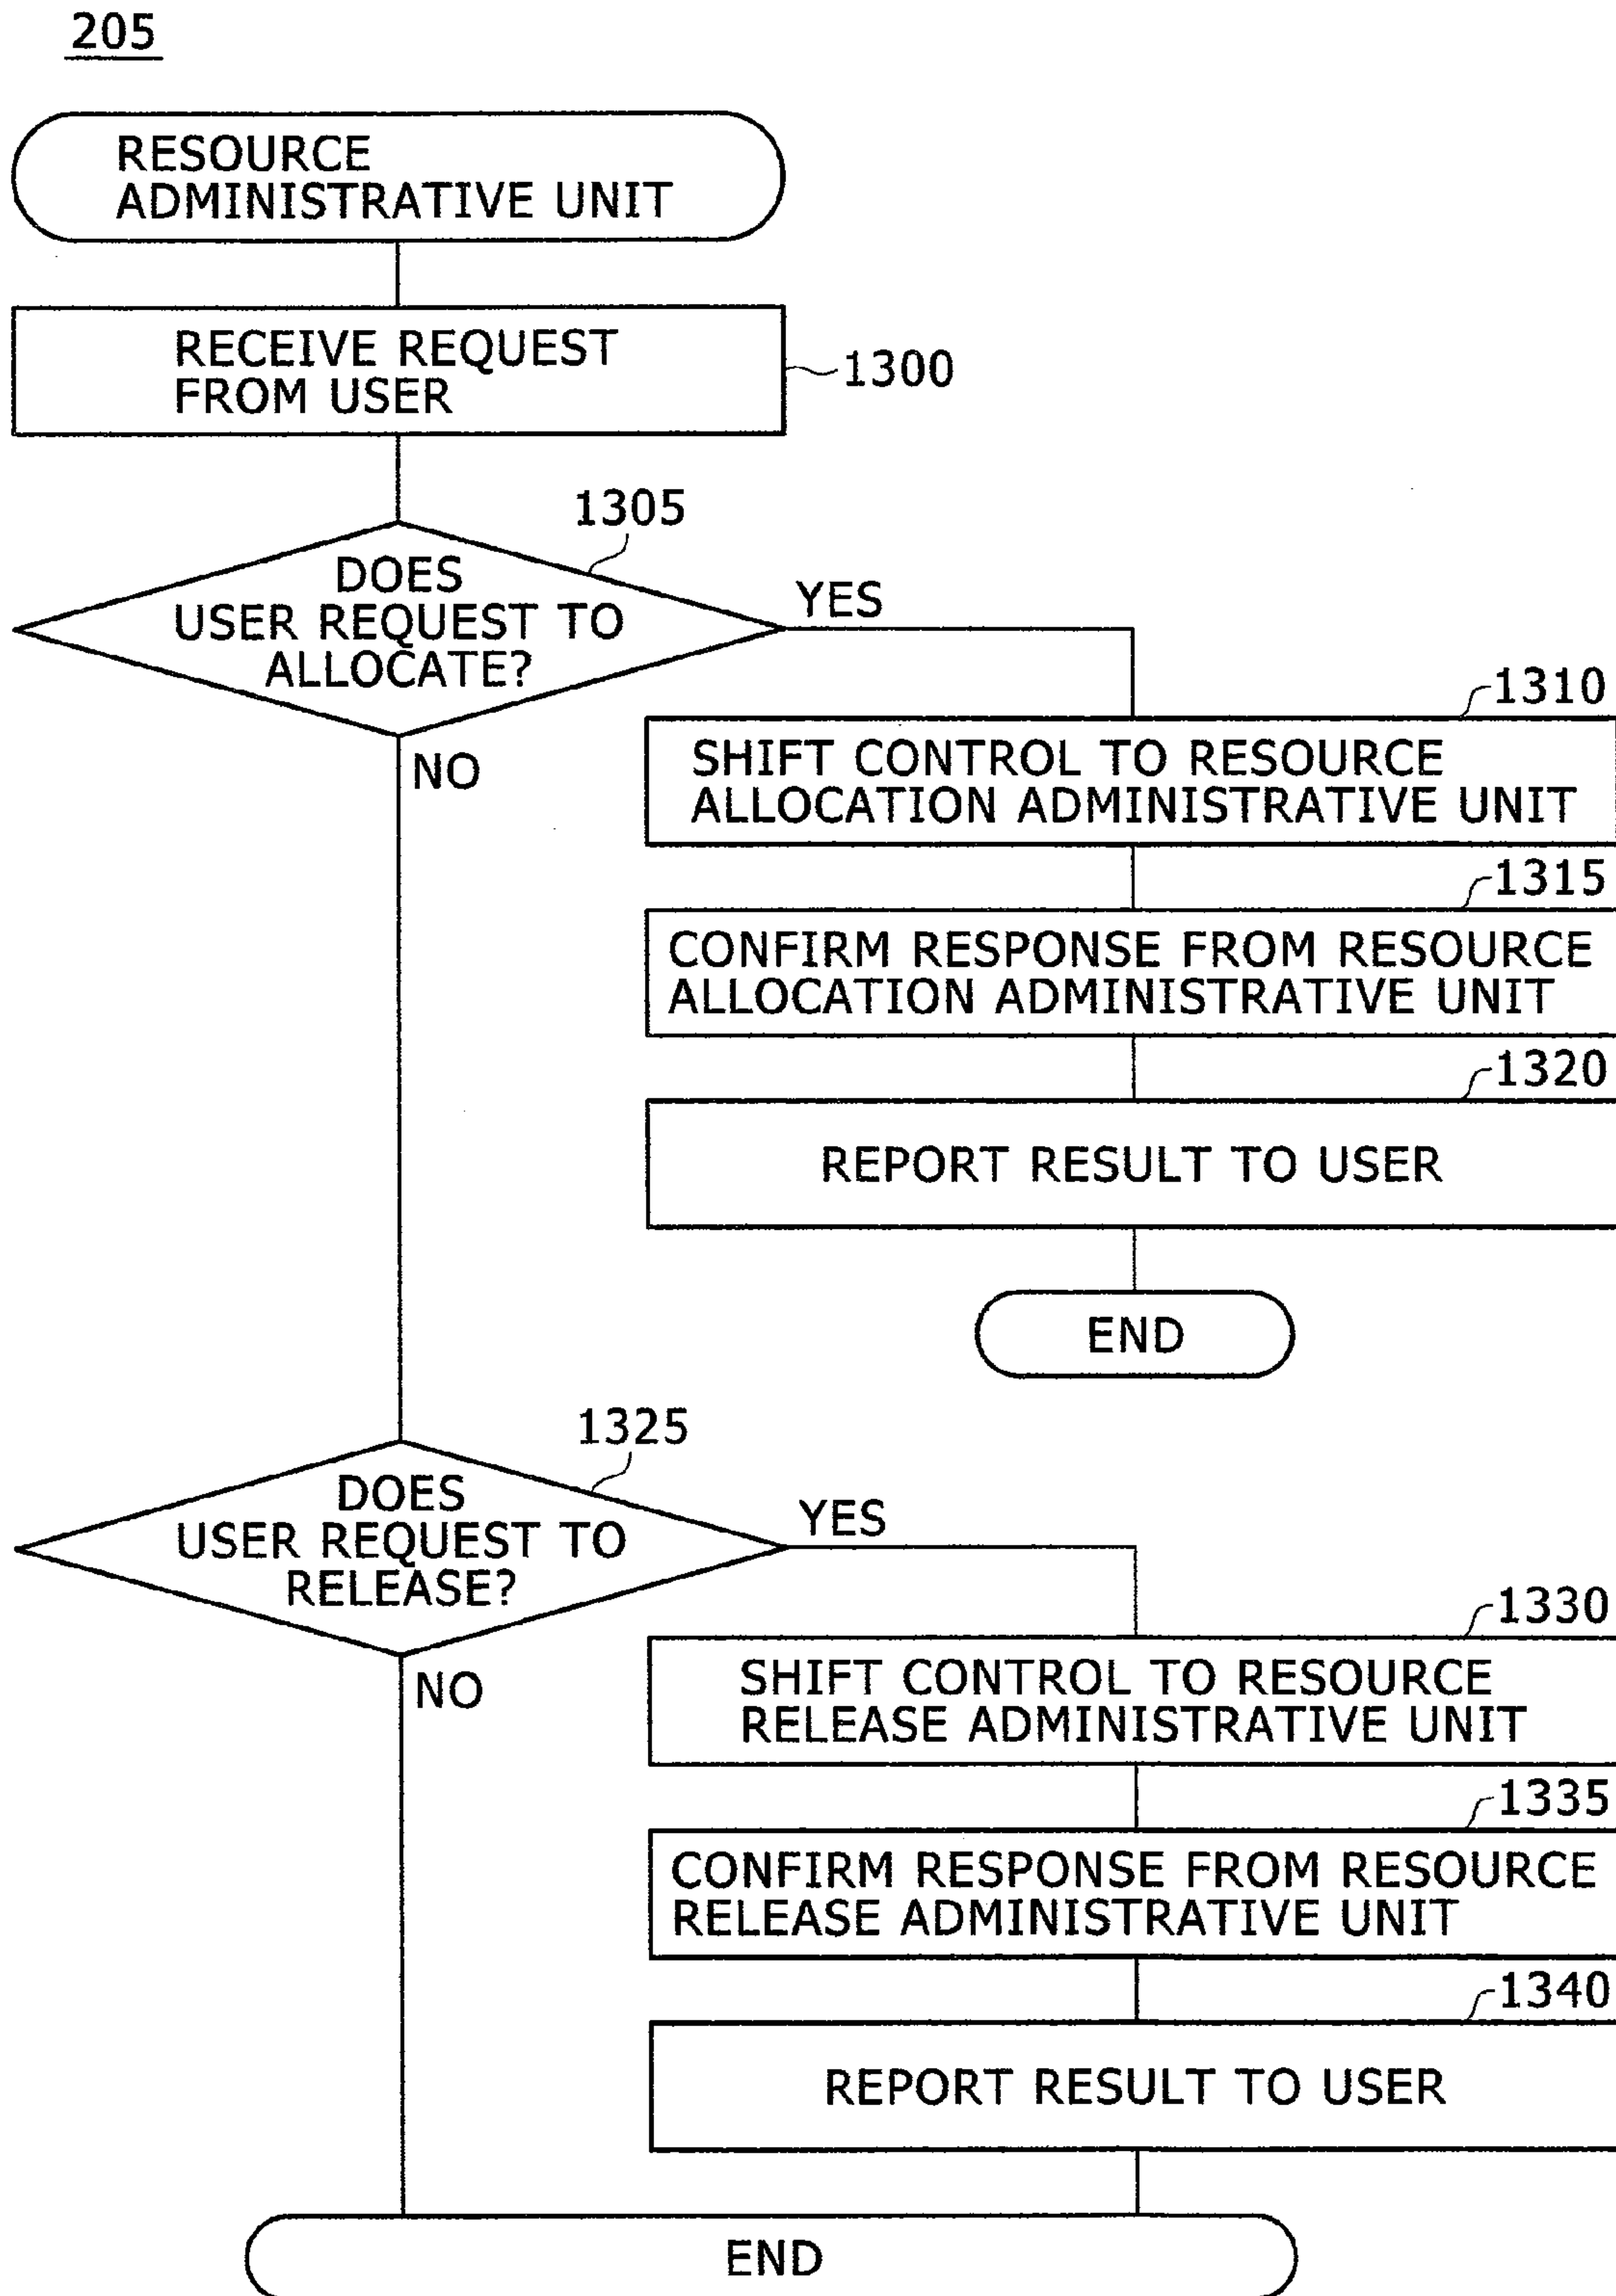 205
RESOURCE
ADMINISTRATIVE UNIT
RECEIVE REQUEST
FROM USER
1300
1305
DOES
USER REQUEST TO
ALLOCATE?
YES
NO
1310
SHIFT CONTROL TO RESOURCE
ALLOCATION ADMINISTRATIVE UNIT
1315
CONFIRM RESPONSE FROM RESOURCE
ALLOCATION ADMINISTRATIVE UNIT
1320
REPORT RESULT TO USER
END
1325
DOES
USER REQUEST TO
RELEASE?
YES
NO
1330
SHIFT CONTROL TO RESOURCE
RELEASE ADMINISTRATIVE UNIT
1335
CONFIRM RESPONSE FROM RESOURCE
RELEASE ADMINISTRATIVE UNIT
1340
REPORT RESULT TO USER
END